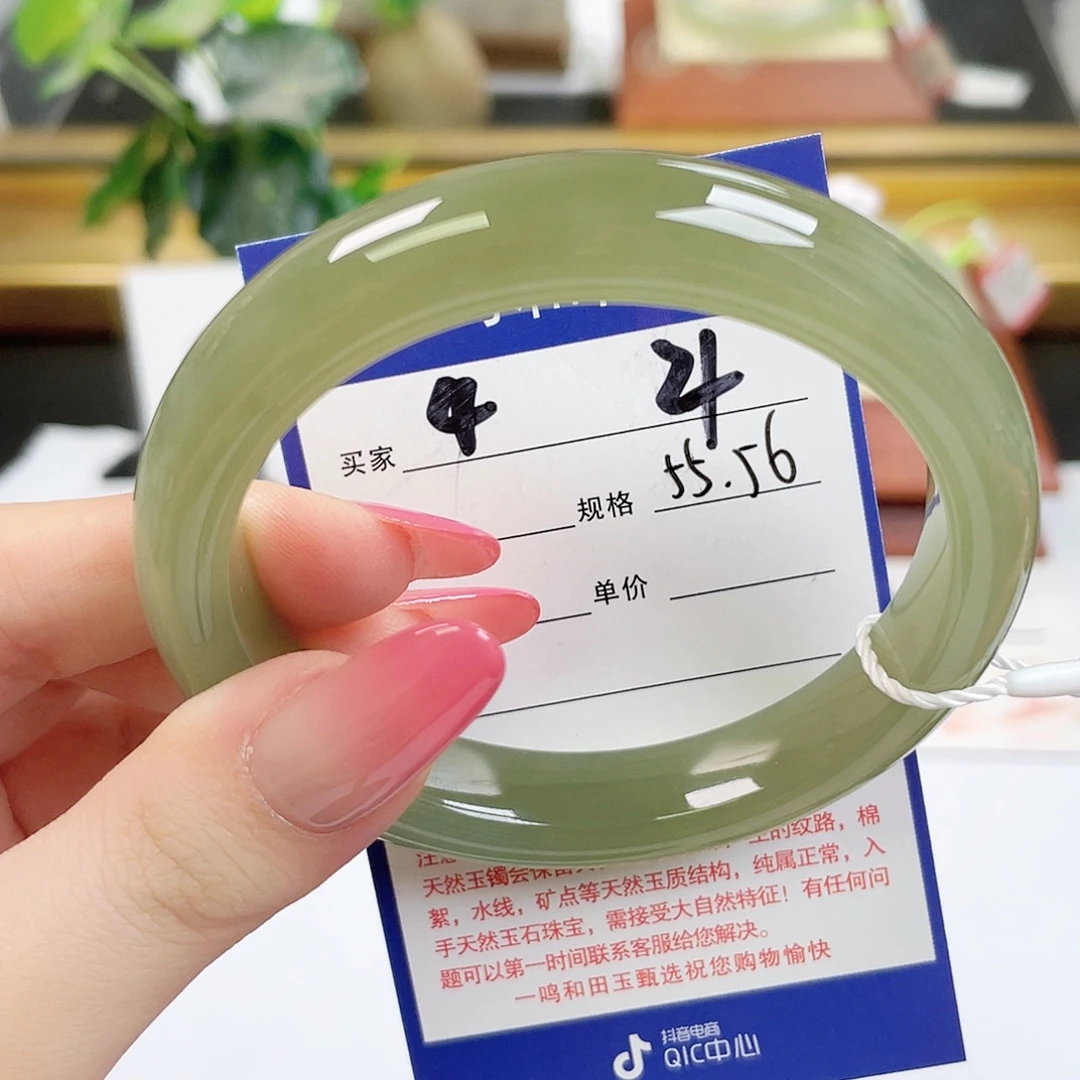 买家 4 4
规格 55.56
单价
生的纹路，棉
天然玉镯会保留
絮，水线，矿点等天然玉质结构，纯属正常，入
手天然玉石珠宝，需接受大自然特征！有任何问
题可以第一时间联系客服给您解决。
一鸣和田玉甄选祝您购物愉快
抖音电商
QIC中心